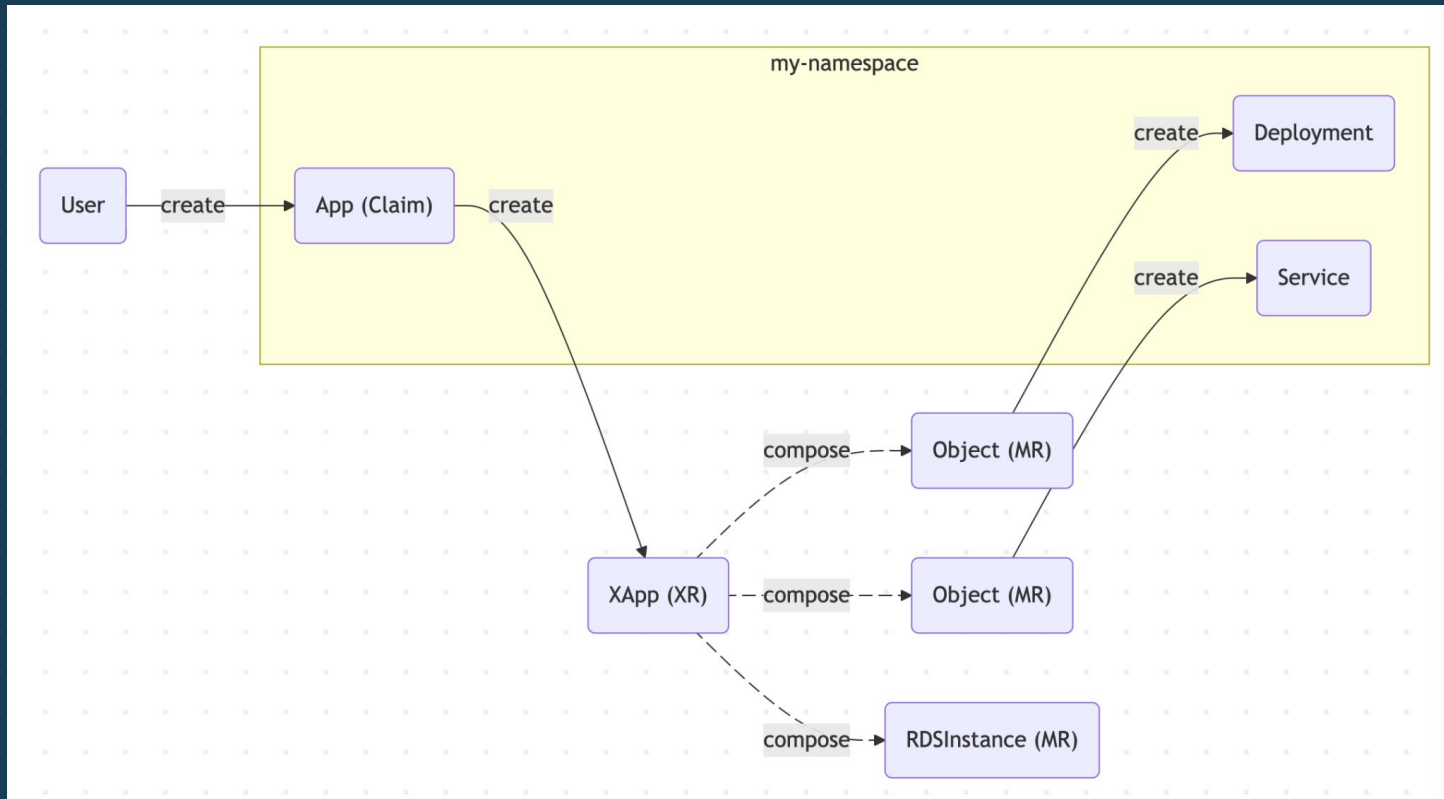 my-namespace
create
Deployment
User
create
App (Claim)
create
create
Service
compose
Object (MR)
XApp (XR)
compose
Object (MR)
compose
RDSInstance (MR)